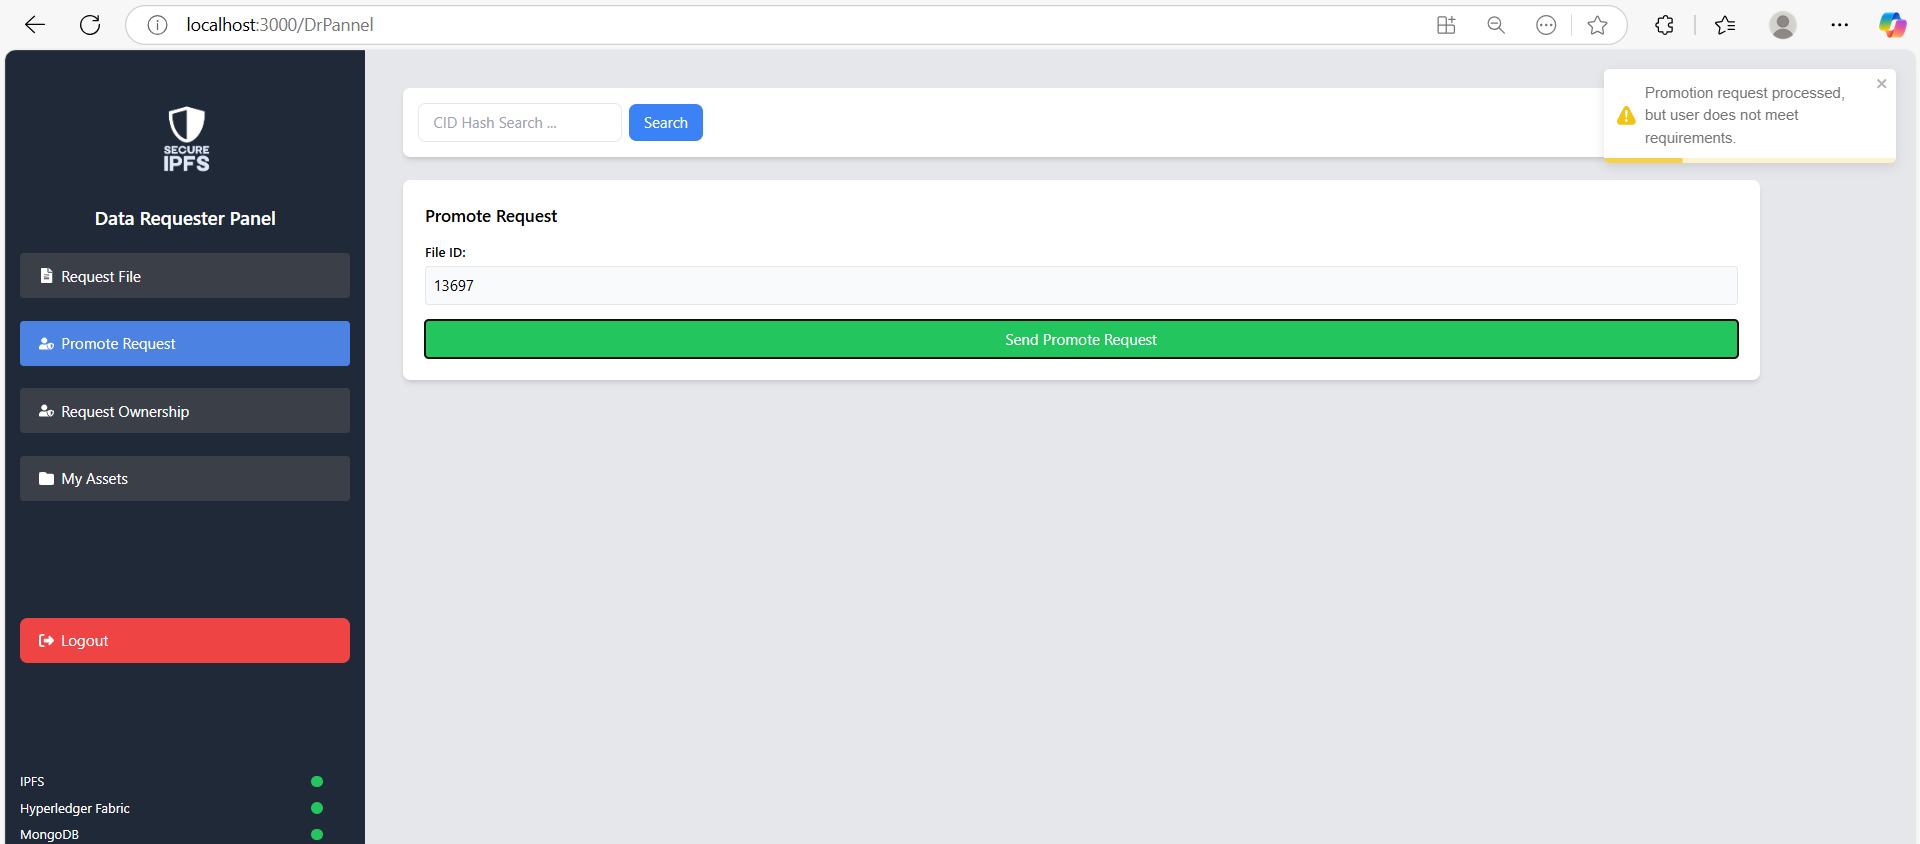 localhost:3000/DrPannel
SECURE
IPFS
Data Requester Panel
Request File
Promote Request
Request Ownership
My Assets
Logout
IPFS
Hyperledger Fabric
MongoDB
CID Hash Search ...
Search
Promotion request processed,
but user does not meet
requirements.
Promote Request
File ID:
13697
Send Promote Request